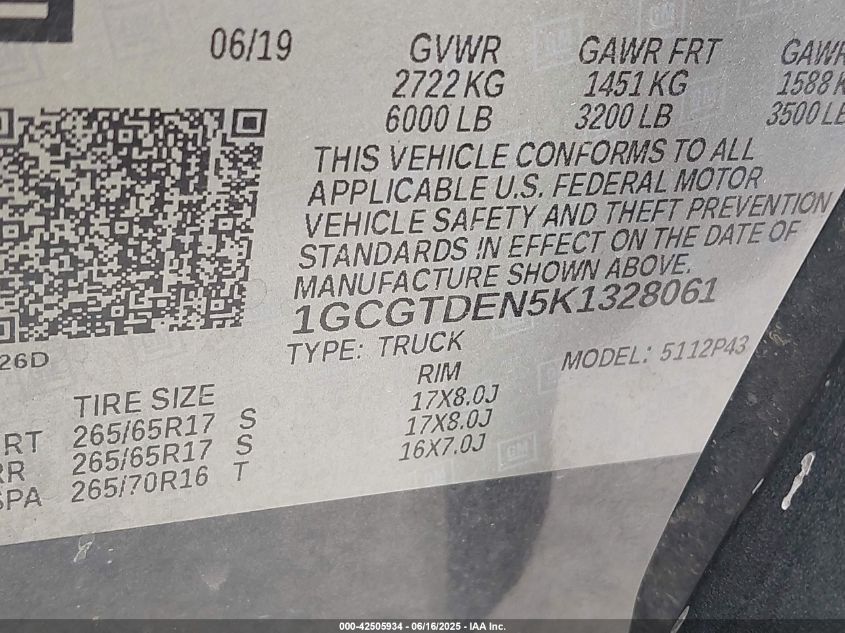 06/19 GVWR GAWR FRT GAWR
2722 KG 1451 KG 1588 K
6000 LB 3200 LB 3500 LB
THIS VEHICLE CONFORMS TO ALL
APPLICABLE U.S. FEDERAL MOTOR
VEHICLE SAFETY AND THEFT PREVENTION
STANDARDS IN EFFECT ON THE DATE OF
MANUFACTURE SHOWN ABOVE.
1GCGTDEN5K1328061
TYPE: TRUCK MODEL: 5112P43
26D
TIRE SIZE RIM
RT 265/65R17 S 17X8.0J
RR 265/65R17 S 17X8.0J
SPA 265/70R16 T 16X7.0J
GM
000-42505934 - 06/16/2025 - IAA Inc.